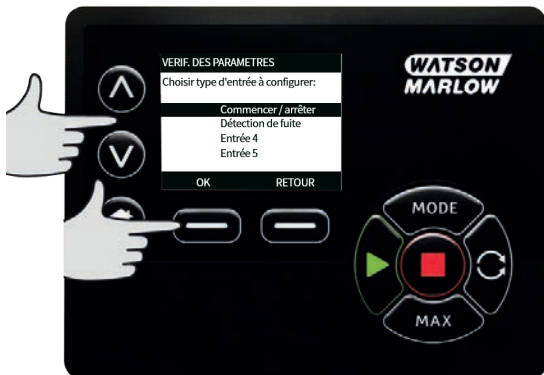 VERIF. DES PARAMETRES
Choisir type d'entrée à configurer:
Commencer / arrêter
Détection de fuite
Entrée 4
Entrée 5
OK RETOUR
WATSON
MARLOW
MODE
MAX